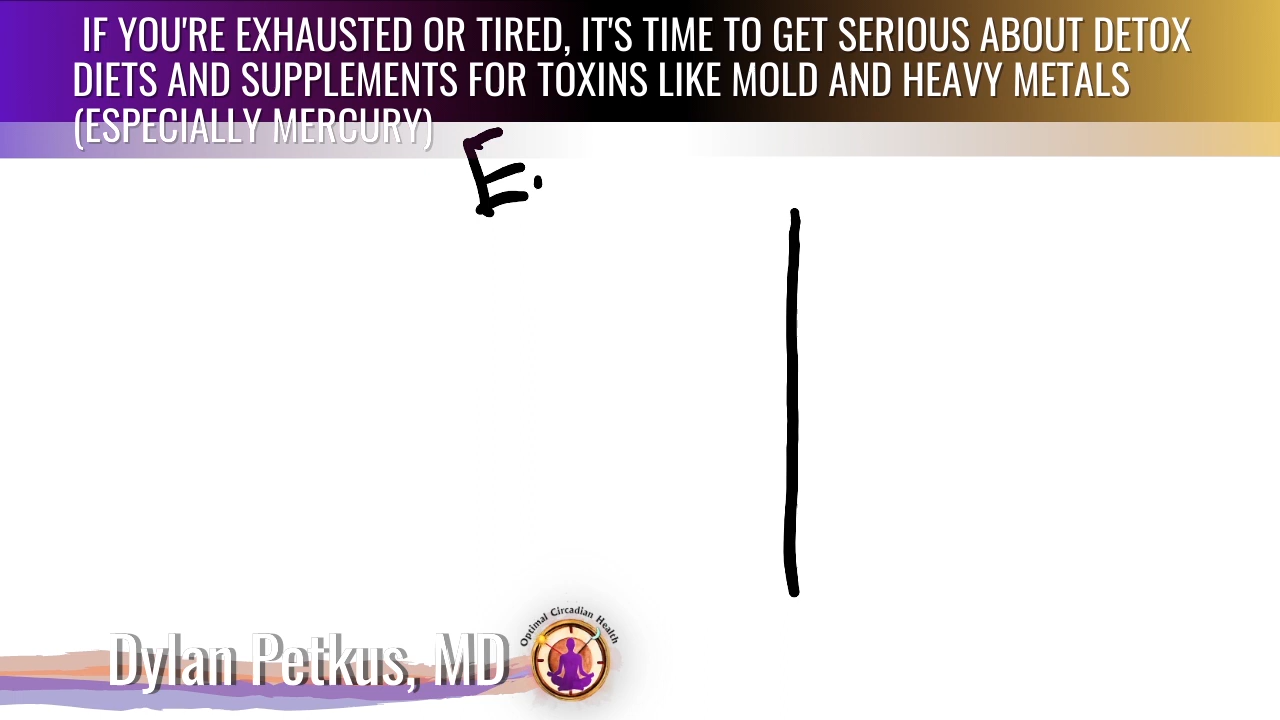 IF YOU'RE EXHAUSTED OR TIRED, IT'S TIME TO GET SERIOUS ABOUT DETOX
DIETS AND SUPPLEMENTS FOR TOXINS LIKE MOLD AND HEAVY METALS
(ESPECIALLY MERCURY)
E.
Optimal Circadian Health
Dylan Petkus, MD